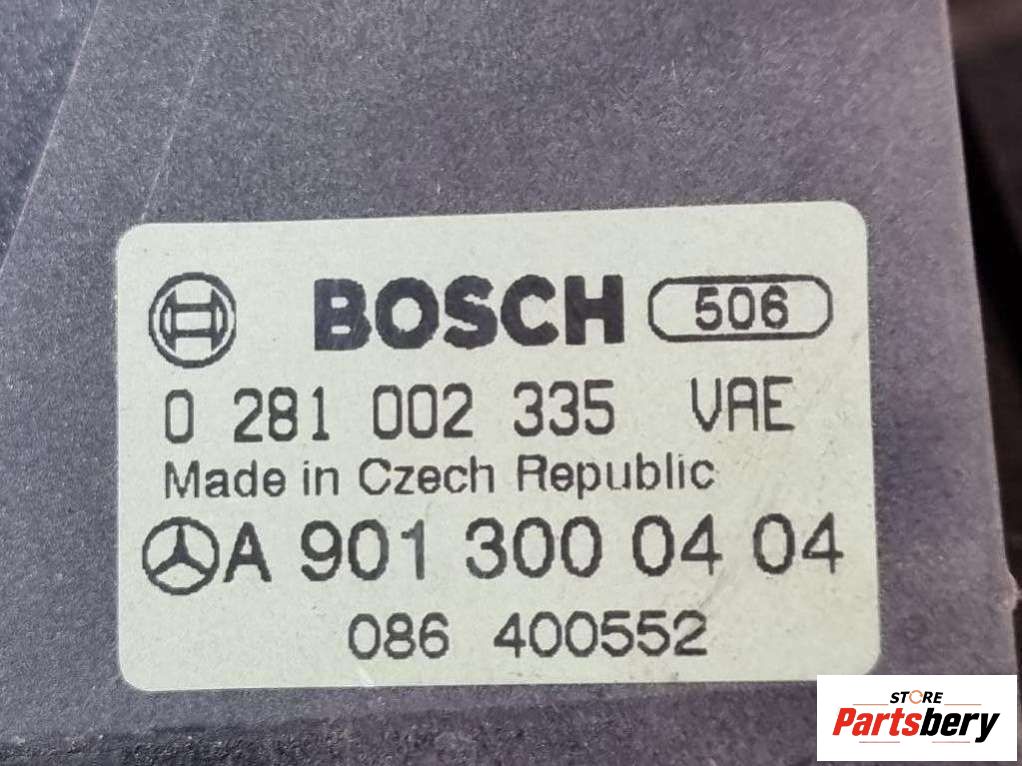 BOSCH 506
0 281 002 335 VAE
Made in Czech Republic
A 901 300 04 04
086 400552
STORE
Partsbery